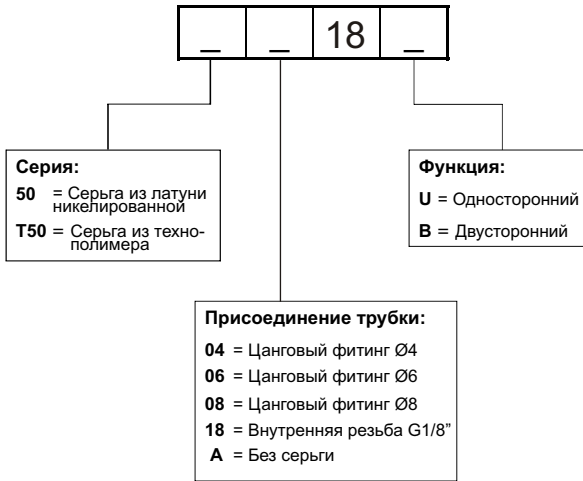 _ _ 18 _
Серия:
50 = Серьга из латуни
никелированной
T50 = Серьга из техно-
полимера
Функция:
U = Односторонний
B = Двусторонний
Присоединение трубки:
04 = Цанговый фитинг Ø4
06 = Цанговый фитинг Ø6
08 = Цанговый фитинг Ø8
18 = Внутренняя резьба G1/8”
A = Без серьги